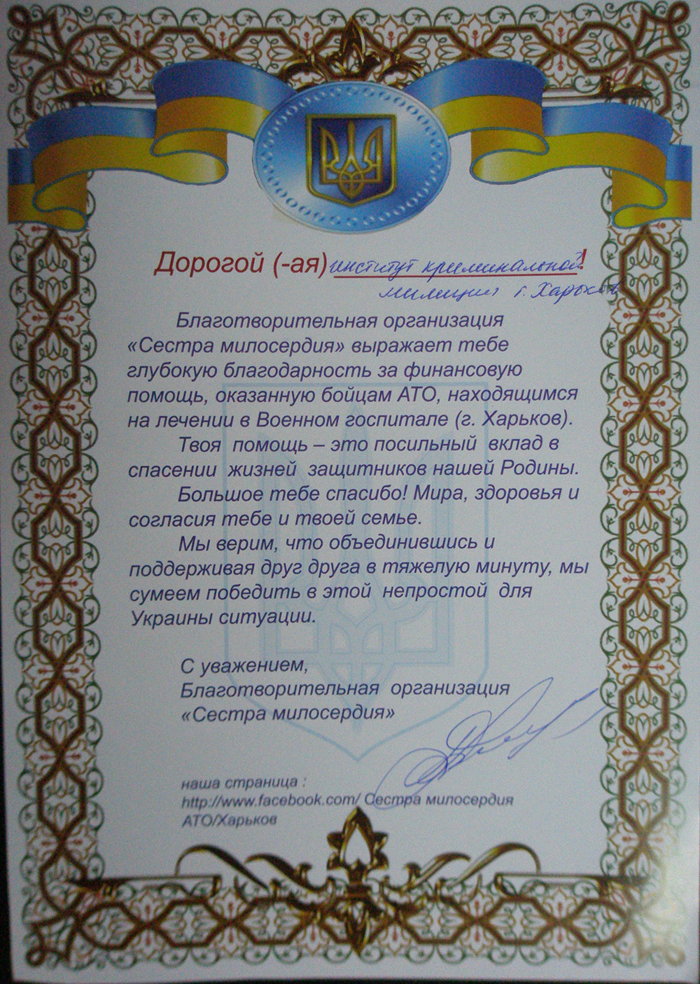 Дорогой (-ая) институт криминальной!
милиции г. Харьков
Благотворительная организация
«Сестра милосердия» выражает тебе
глубокую благодарность за финансовую
помощь, оказанную бойцам АТО, находящимся
на лечении в Военном госпитале (г. Харьков).
Твоя помощь – это посильный вклад в
спасении жизней защитников нашей Родины.
Большое тебе спасибо! Мира, здоровья и
согласия тебе и твоей семье.
Мы верим, что объединившись и
поддерживая друг друга в тяжелую минуту, мы
сумеем победить в этой непростой для
Украины ситуации.
С уважением,
Благотворительная организация
«Сестра милосердия»
наша страница :
http://www.facebook.com/ Сестра милосердия
АТО/Харьков